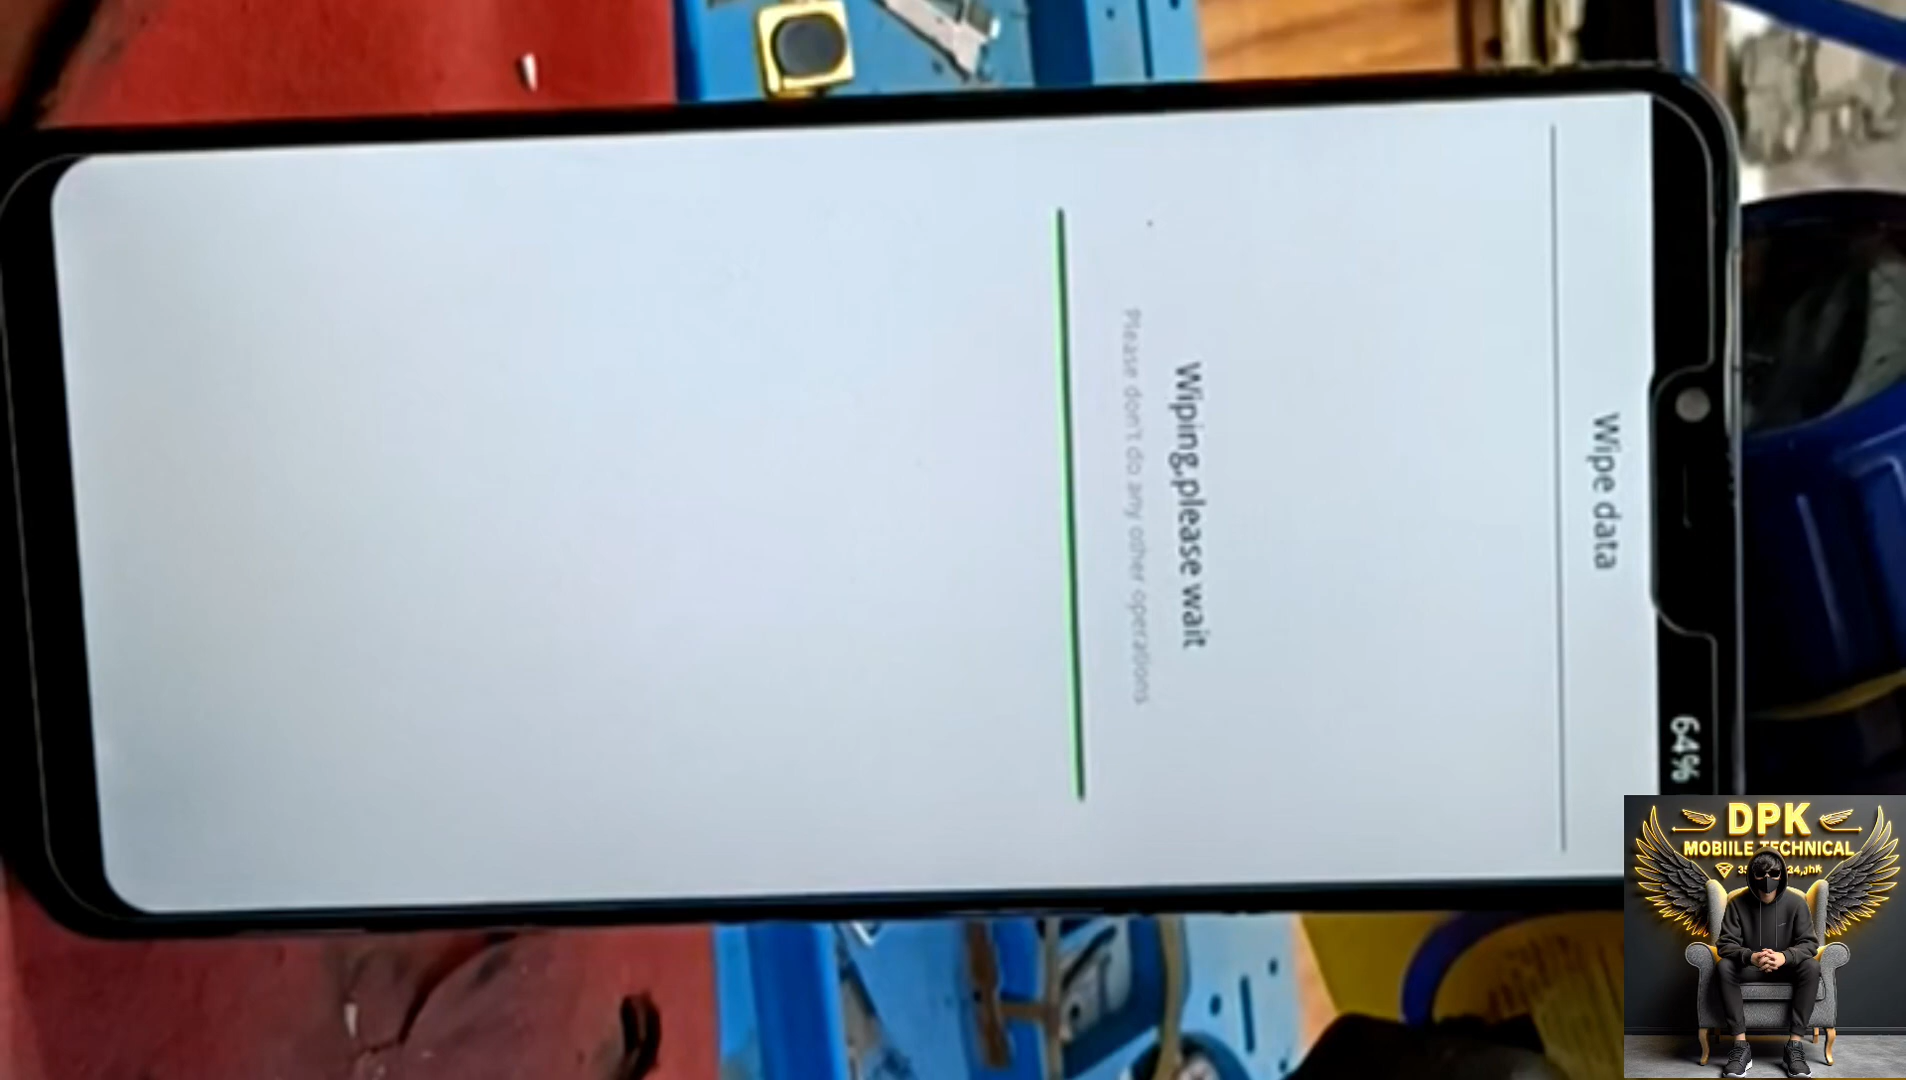 64%
Wipe data
Wiping,please wait
Please don't do any other operations
DPK
MOBIILE TECHNICAL